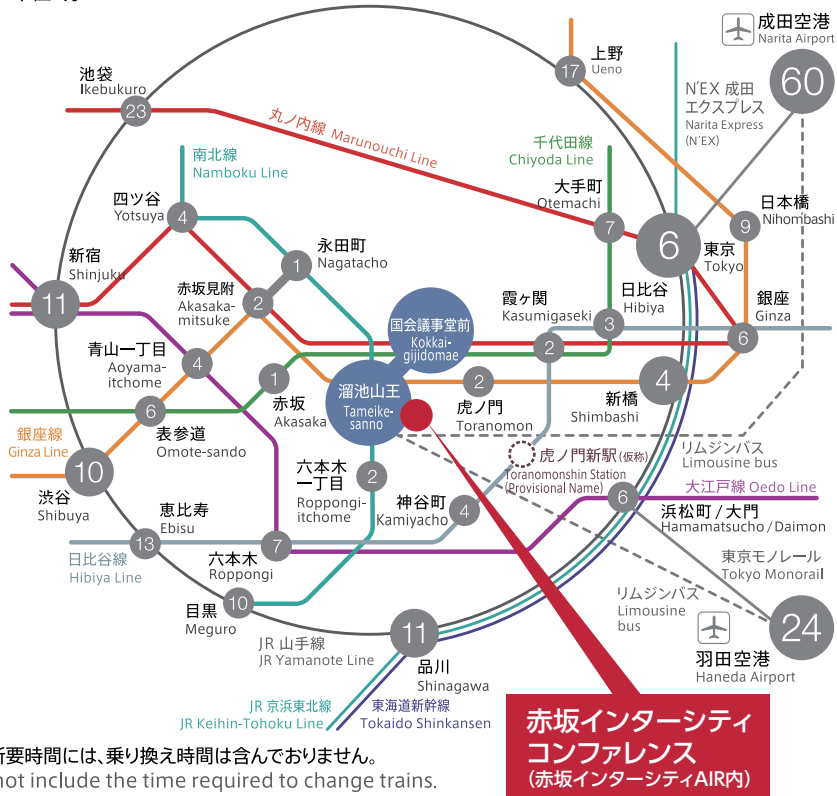 成田空港
Narita Airport
60
上野
Ueno
17
池袋
Ikebukuro
23
N'EX 成田
エクスプレス
Narita Express
(N'EX)
丸ノ内線 Marunouchi Line
千代田線
Chiyoda Line
南北線
Namboku Line
大手町
Otemachi
7
四ツ谷
Yotsuya
4
日本橋
Nihombashi
9
永田町
Nagatacho
1
6
東京
Tokyo
新宿
Shinjuku
11
赤坂見附
Akasaka-
mitsuke
2
霞ヶ関
Kasumigaseki
2
日比谷
Hibiya
3
銀座
Ginza
6
国会議事堂前
Kokkai-
gijidomae
青山一丁目
Aoyama-
itchome
4
溜池山王
Tameike-
sanno
1
赤坂
Akasaka
2
虎ノ門
Toranomon
新橋
Shimbashi
4
6
表参道
Omote-sando
銀座線
Ginza Line
10
渋谷
Shibuya
六本木
一丁目
Roppongi-
itchome
2
虎ノ門新駅(仮称)
Toranomonshin Station
(Provisional Name)
リムジンバス
Limousine bus
大江戸線 Oedo Line
神谷町
Kamiyacho
4
6
浜松町/大門
Hamamatsucho/Daimon
恵比寿
Ebisu
13
日比谷線
Hibiya Line
7
六本木
Roppongi
東京モノレール
Tokyo Monorail
目黒
Meguro
10
リムジンバス
Limousine
bus
24
羽田空港
Haneda Airport
JR 山手線
JR Yamanote Line
11
品川
Shinagawa
JR 京浜東北線
JR Keihin-Tohoku Line
東海道新幹線
Tokaido Shinkansen
赤坂インターシティ
コンファレンス
(赤坂インターシティAIR内)
所要時間には、乗り換え時間は含んでおりません。
not include the time required to change trains.